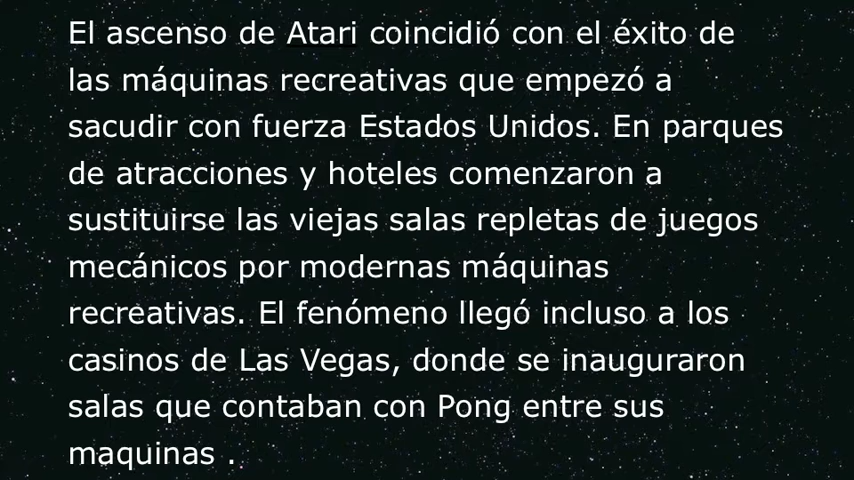 El ascenso de Atari coincidió con el éxito de
las máquinas recreativas que empezó a
sacudir con fuerza Estados Unidos. En parques
de atracciones y hoteles comenzaron a
sustituirse las viejas salas repletas de juegos
mecánicos por modernas máquinas
recreativas. El fenómeno llegó incluso a los
casinos de Las Vegas, donde se inauguraron
salas que contaban con Pong entre sus
maquinas .